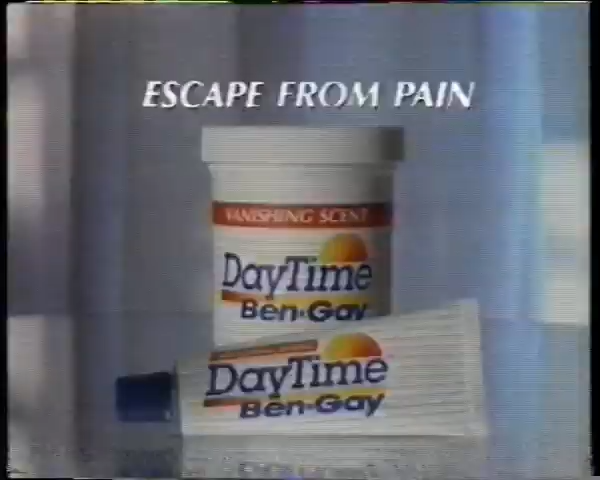 ESCAPE FROM PAIN
VANISHING SCENT
DayTime
Ben-Gay
DayTime
Ben-Gay